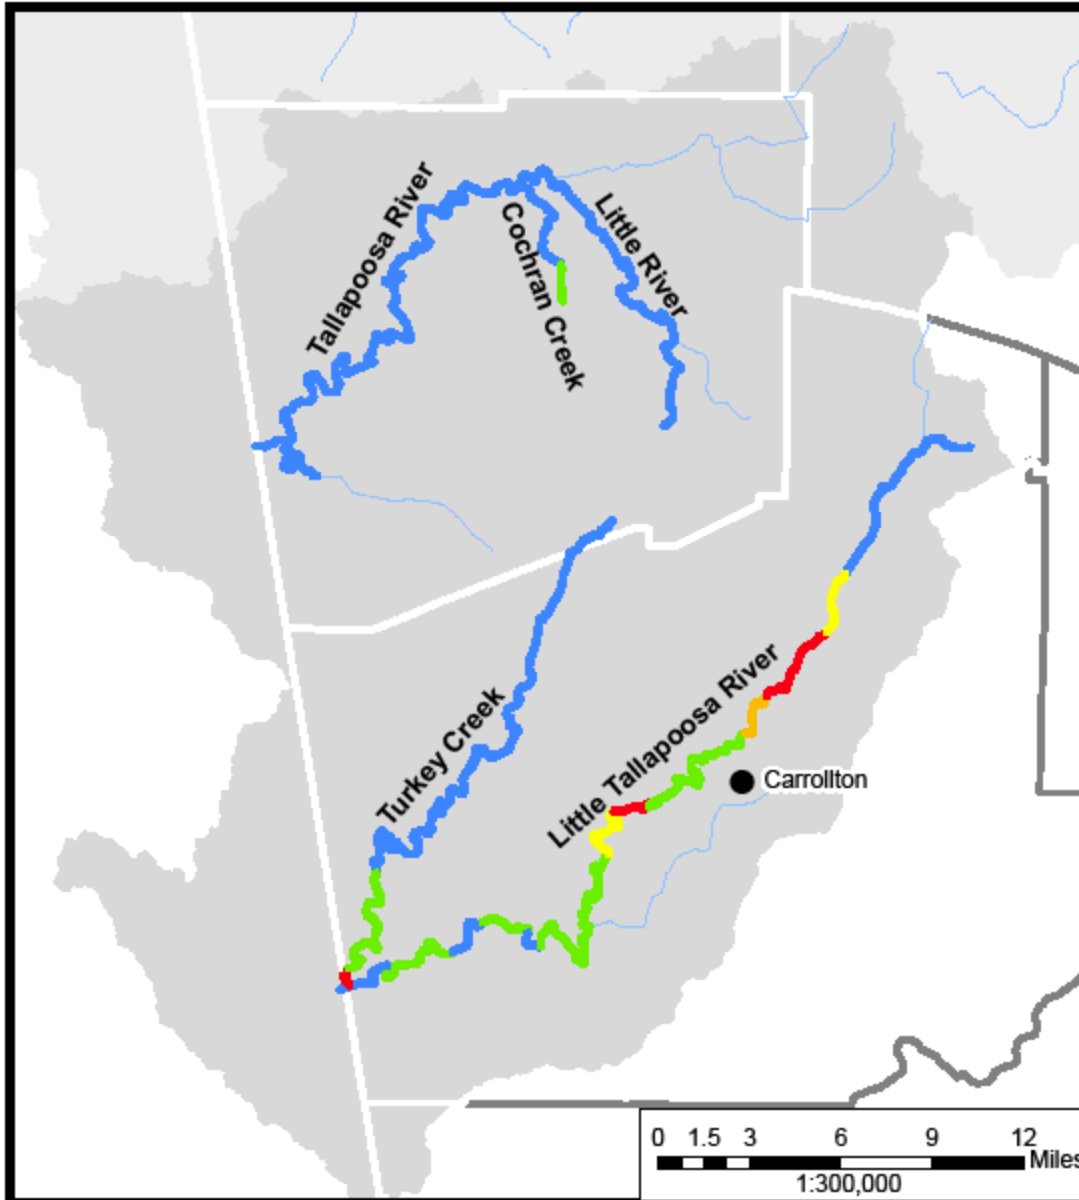 Tallapoosa River
Cochran Creek
Little River
Turkey Creek
Little Tallapoosa River
Carrollton
0 1.5 3 6 9 12
Miles
1:300,000